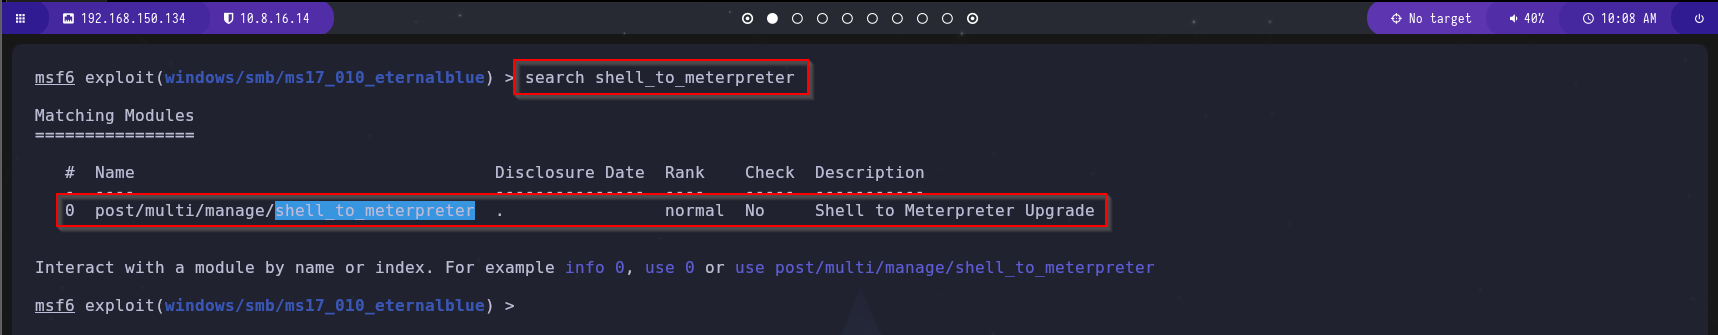 192.168.150.134 10.8.16.14 No target 40% 10:08 AM
msf6 exploit(windows/smb/ms17_010_eternalblue) > search shell_to_meterpreter
Matching Modules
================
# Name Disclosure Date Rank Check Description
- ---- --------------- ---- ----- -----------
0 post/multi/manage/shell_to_meterpreter . normal No Shell to Meterpreter Upgrade
Interact with a module by name or index. For example info 0, use 0 or use post/multi/manage/shell_to_meterpreter
msf6 exploit(windows/smb/ms17_010_eternalblue) >